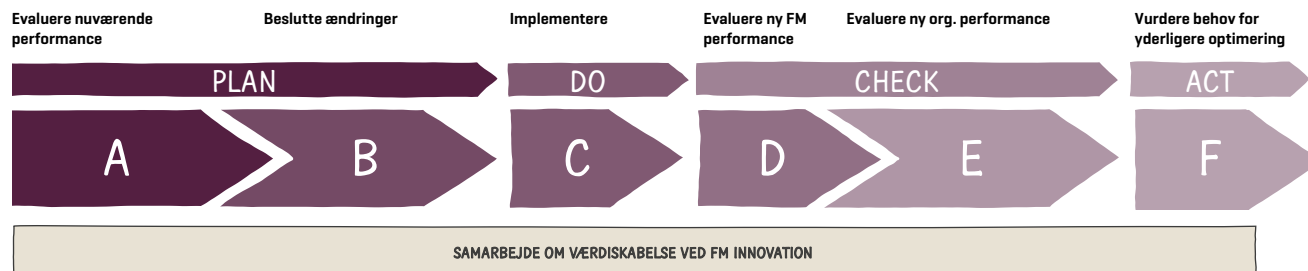 Evaluere nuværende
performance
Beslutte ændringer
Implementere
Evaluere ny FM
performance
Evaluere ny org. performance
Vurdere behov for
yderligere optimering
PLAN
DO
CHECK
ACT
A
B
C
D
E
F
SAMARBEJDE OM VÆRDISKABELSE VED FM INNOVATION